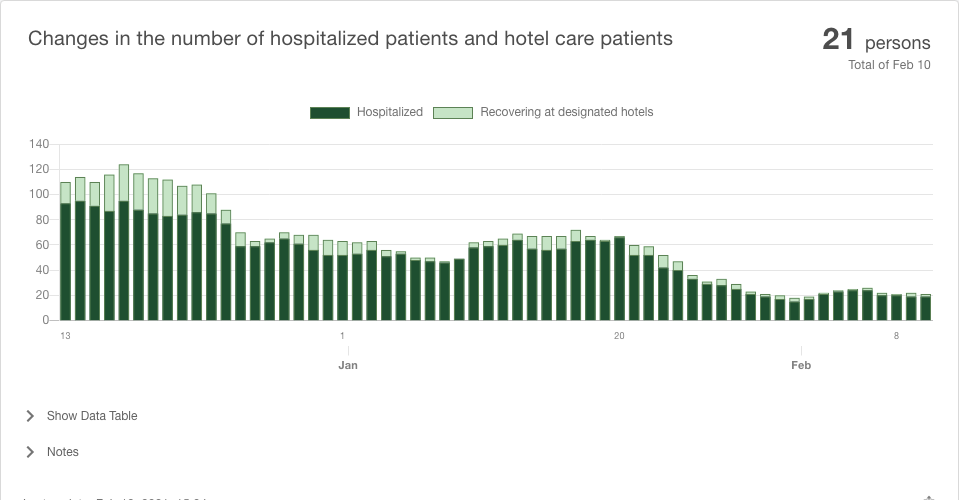 Changes in the number of hospitalized patients and hotel care patients
21 persons
Total of Feb 10
Hospitalized
Recovering at designated hotels
140
120
100
80
60
40
20
0
13 1 20 8
Jan Feb
Show Data Table
Notes